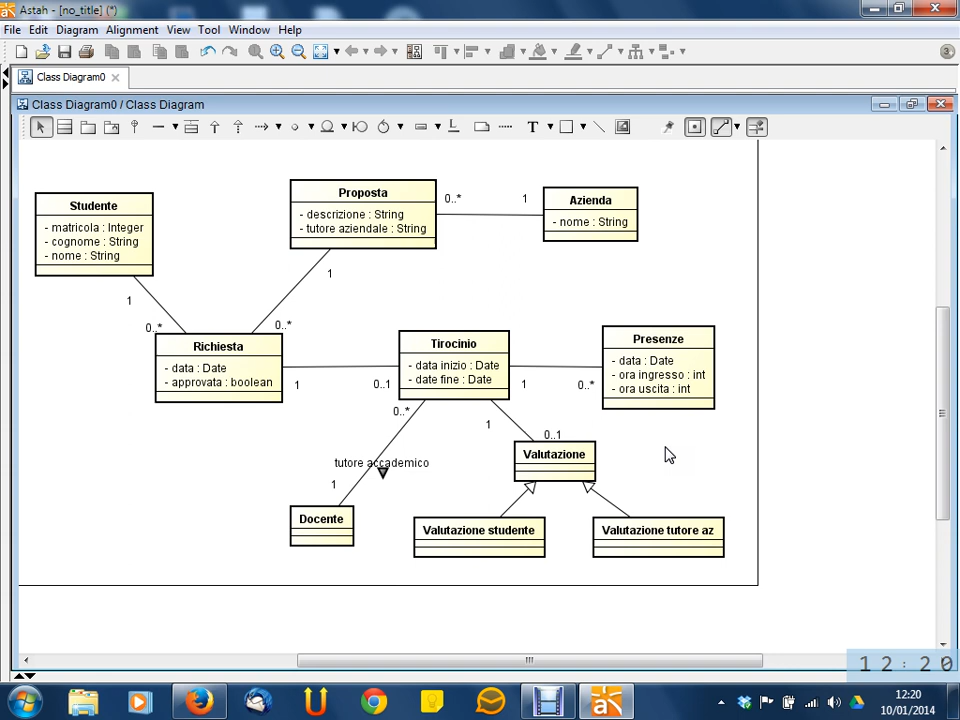 Astah - [no_title] (*)
File Edit Diagram Alignment View Tool Window Help
3
Class Diagram0
Class Diagram0 / Class Diagram
T
Studente
- matricola : Integer
- cognome : String
- nome : String
Proposta
- descrizione : String
- tutore aziendale : String
0..*
1
Azienda
- nome : String
1
0..*
1
0..*
Richiesta
- data : Date
- approvata : boolean
1
0..1
Tirocinio
- data inizio : Date
- date fine : Date
1
0..*
Presenze
- data : Date
- ora ingresso : int
- ora uscita : int
0..*
tutore accademico
1
Docente
1
0..1
Valutazione
Valutazione studente
Valutazione tutore az
12:20
12:20
10/01/2014